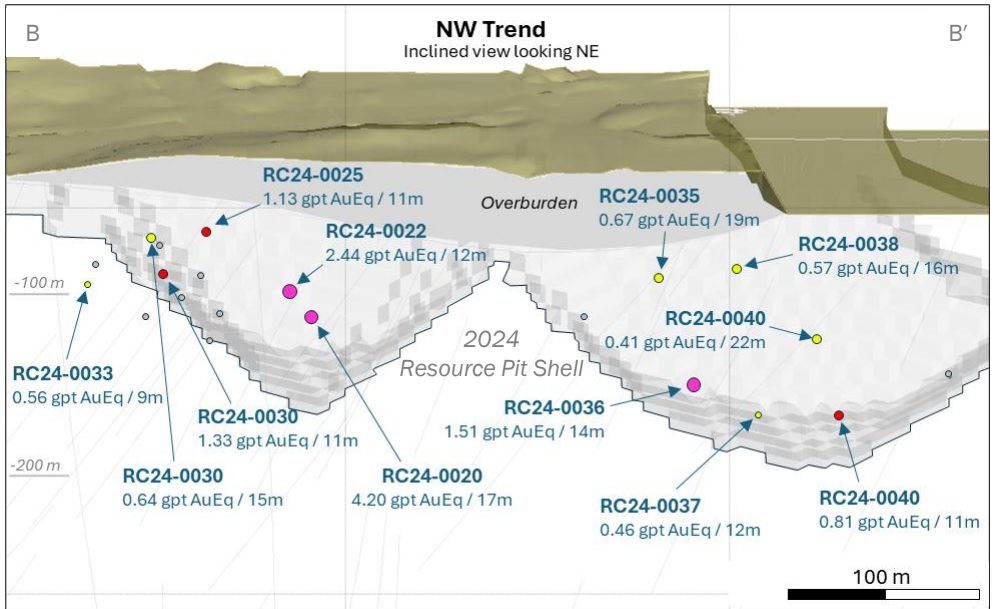 B
NW Trend
B'
Inclined view looking NE
RC24-0025
1.13 gpt AuEq / 11m
RC24-0035
0.67 gpt AuEq / 19m
Overburden
RC24-0022
2.44 gpt AuEq / 12m
RC24-0038
0.57 gpt AuEq / 16m
-100 m
RC24-0040
0.41 gpt AuEq / 22m
2024
Resource Pit Shell
RC24-0033
0.56 gpt AuEq / 9m
RC24-0030
1.33 gpt AuEq / 11m
RC24-0036
1.51 gpt AuEq / 14m
-200 m
RC24-0030
0.64 gpt AuEq / 15m
RC24-0020
4.20 gpt AuEq / 17m
RC24-0037
0.46 gpt AuEq / 12m
RC24-0040
0.81 gpt AuEq / 11m
100 m